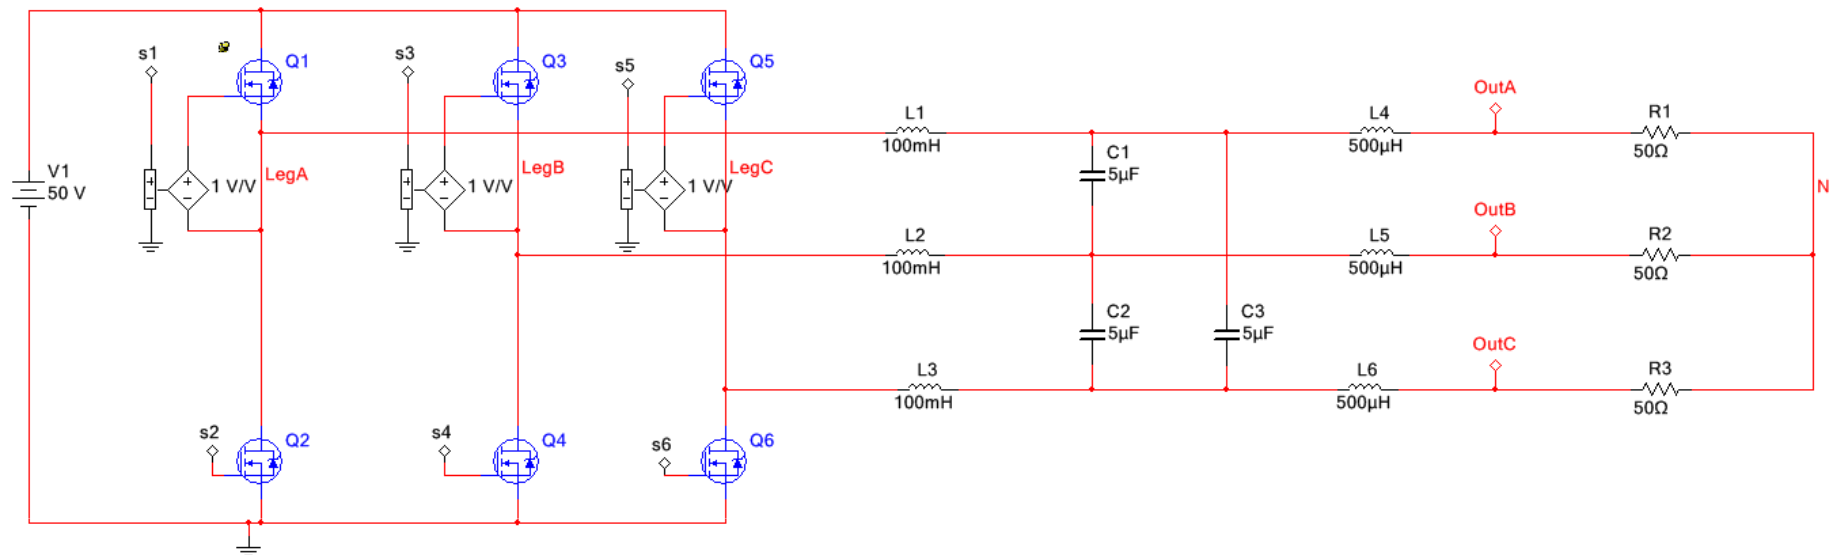 s1
Q1
s3
Q3
s5
Q5
V1
50 V
1 V/V
LegA
1 V/V
LegB
1 V/V
LegC
L1
100mH
C1
5µF
L4
500µH
OutA
R1
50Ω
N
L2
100mH
L5
500µH
OutB
R2
50Ω
C2
5µF
C3
5µF
L3
100mH
L6
500µH
OutC
R3
50Ω
s2
Q2
s4
Q4
s6
Q6